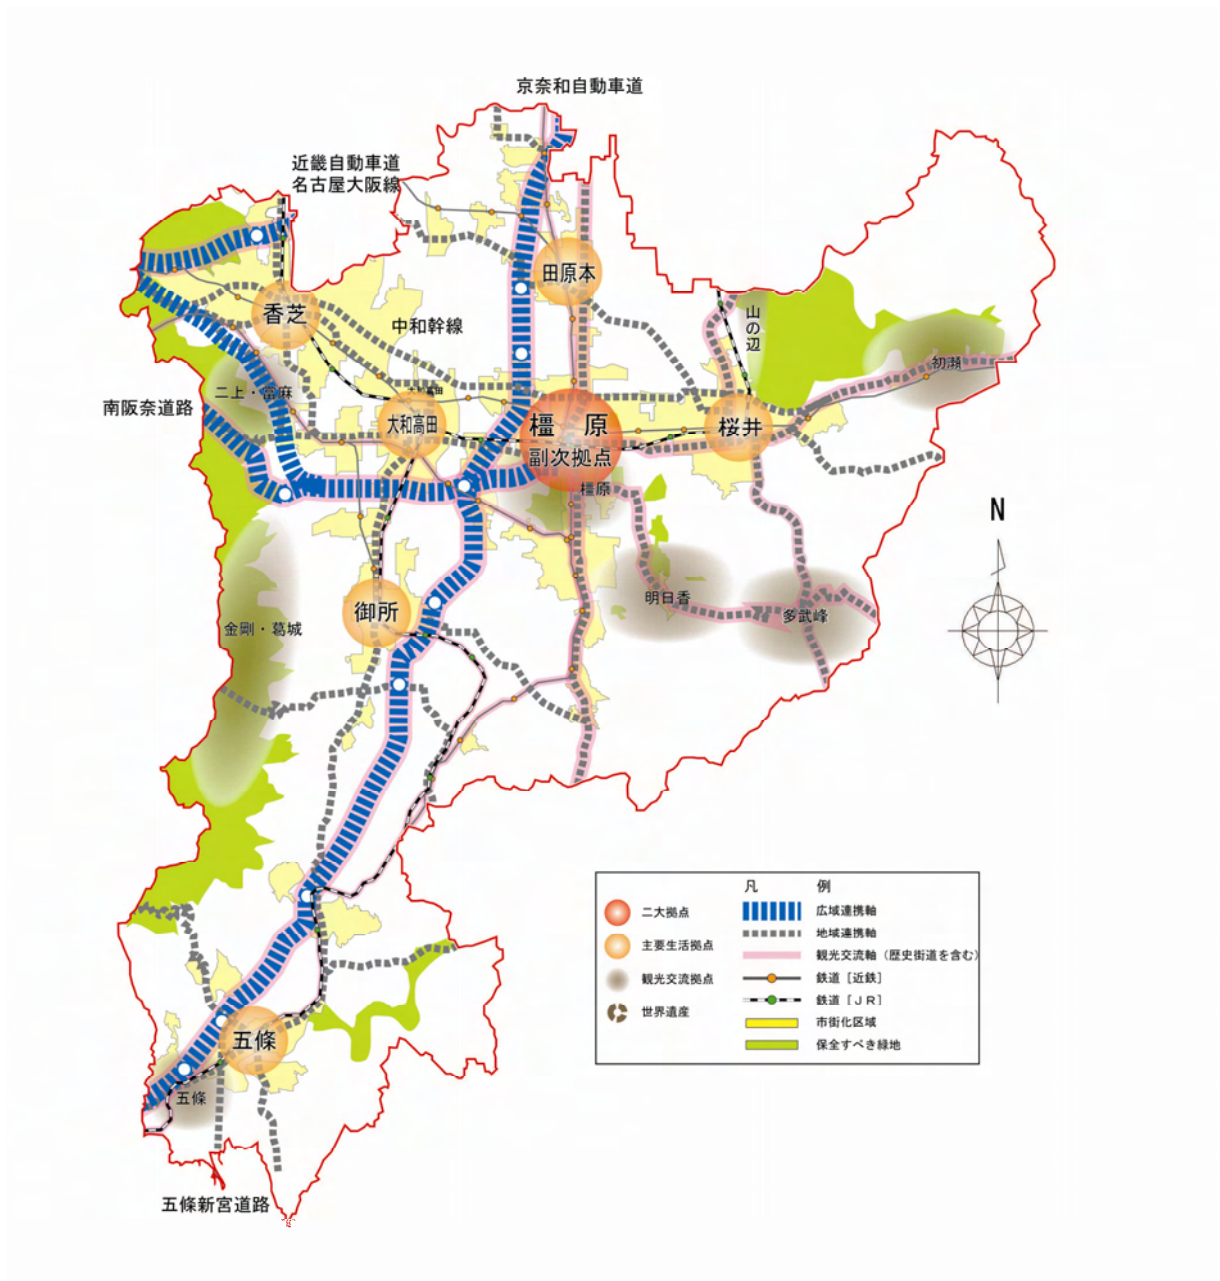 京奈和自動車道
近畿自動車道
名古屋大阪線
田原本
香芝
中和幹線
山の辺
初瀬
二上・當麻
大和高田
南阪奈道路
大和高田
橿原
副次拠点
桜井
橿原
N
明日香
多武峰
御所
金剛・葛城
凡例
二大拠点
主要生活拠点
観光交流拠点
世界遺産
広域連携軸
地域連携軸
観光交流軸（歴史街道を含む）
鉄道［近鉄］
鉄道［ＪＲ］
市街化区域
保全すべき緑地
五條
五條
五條新宮道路